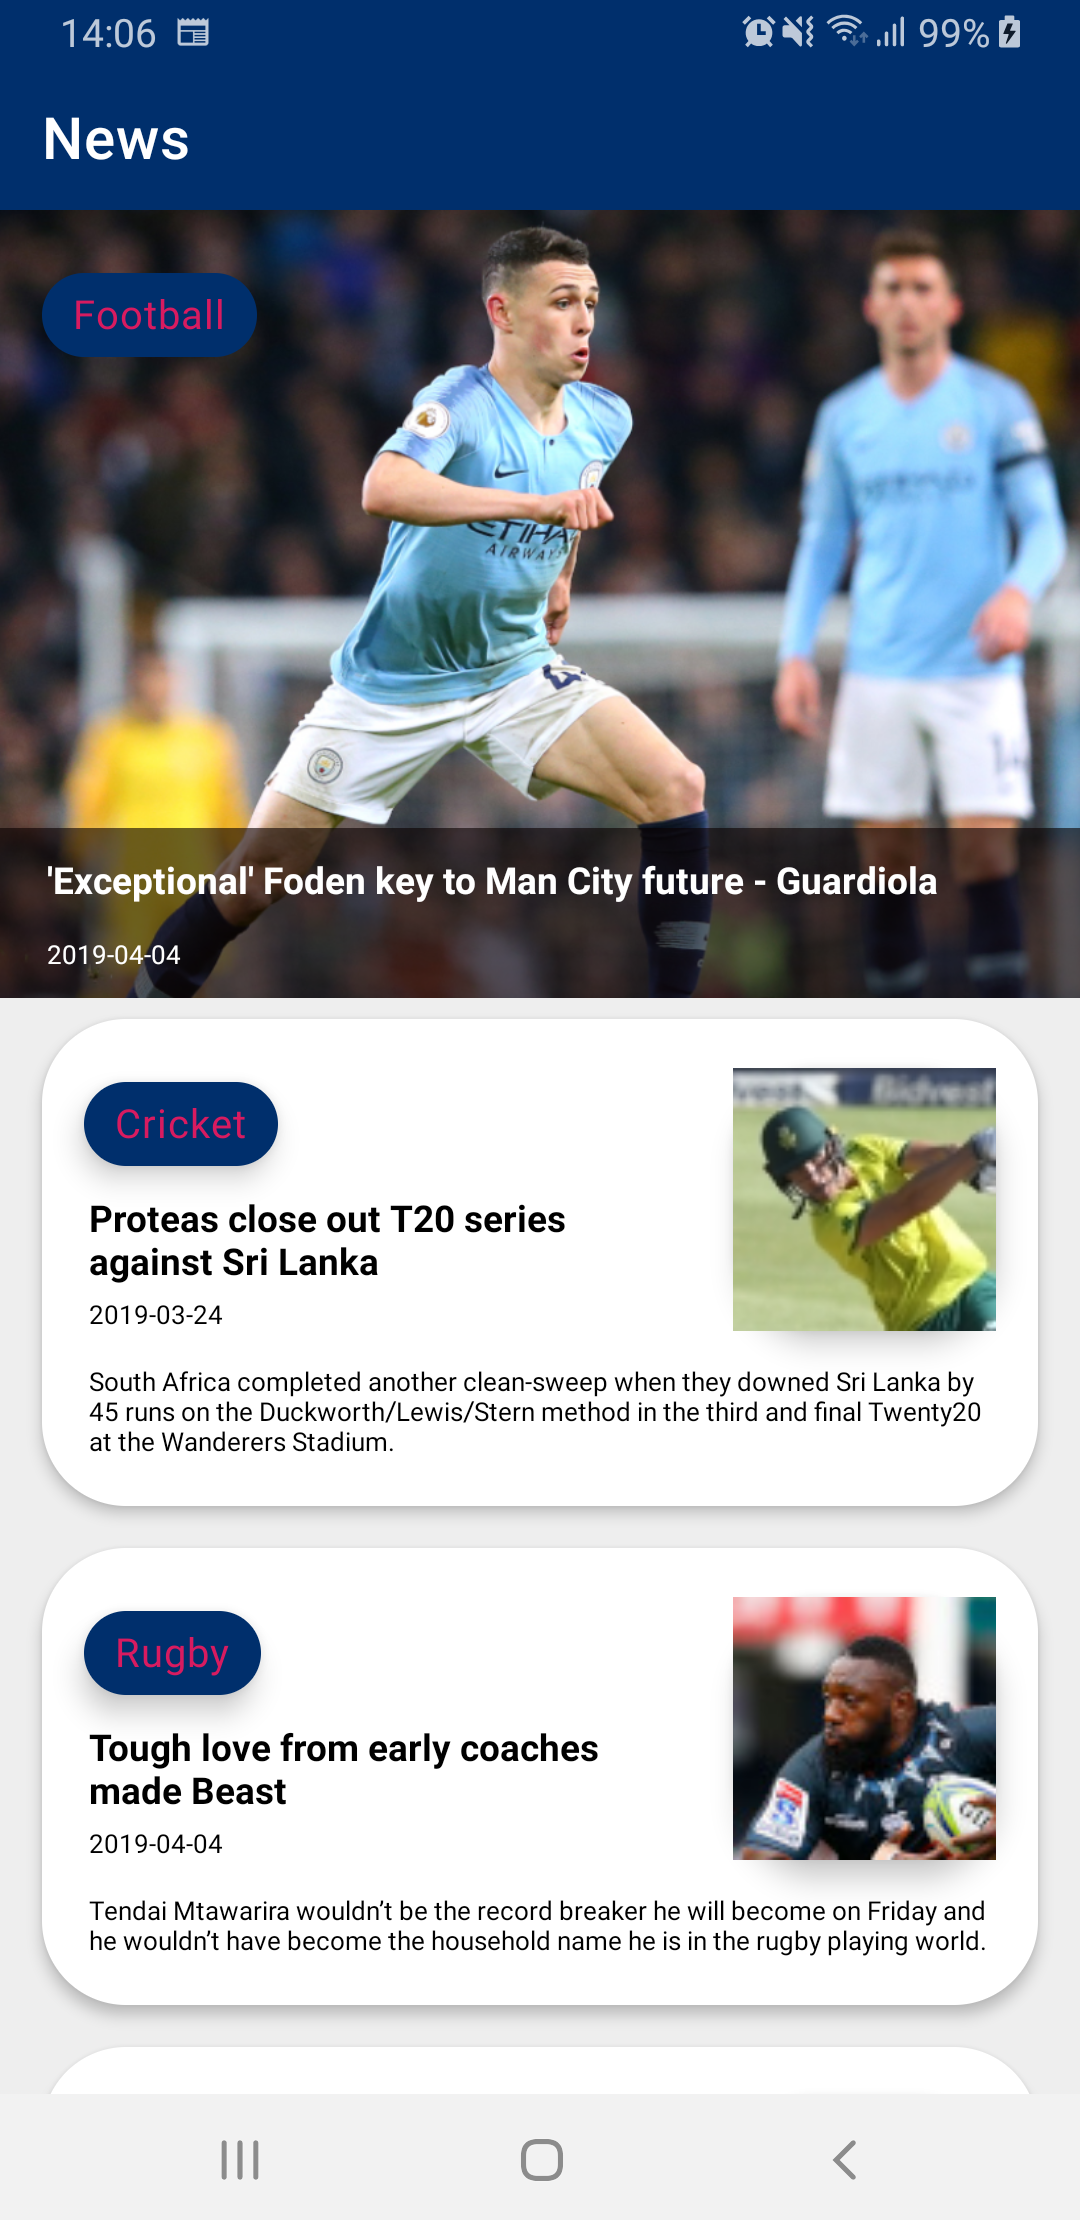 14:06
99%
News
Football
ETIHA
AIRWAYS
'Exceptional' Foden key to Man City future - Guardiola
2019-04-04
Cricket
Bidvest
Proteas close out T20 series
against Sri Lanka
2019-03-24
South Africa completed another clean-sweep when they downed Sri Lanka by
45 runs on the Duckworth/Lewis/Stern method in the third and final Twenty20
at the Wanderers Stadium.
Rugby
Tough love from early coaches
made Beast
2019-04-04
Tendai Mtawarira wouldn’t be the record breaker he will become on Friday and
he wouldn’t have become the household name he is in the rugby playing world.